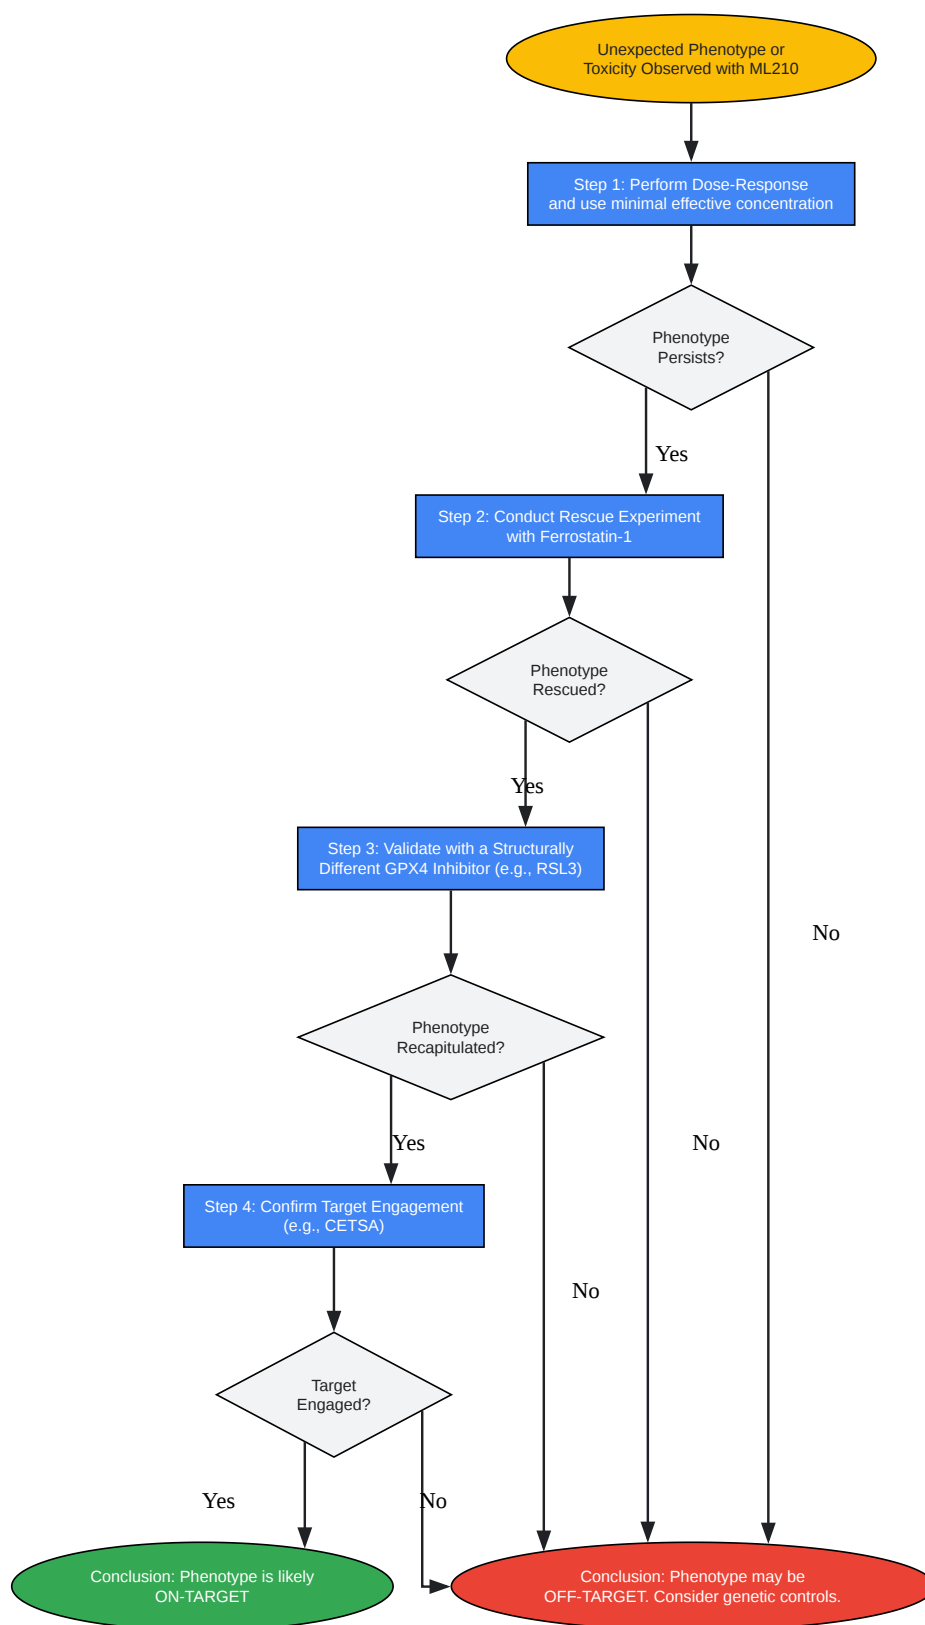 Unexpected Phenotype or
Toxicity Observed with ML210
Step 1: Perform Dose-Response
and use minimal effective concentration
Phenotype
Persists?
Yes
Step 2: Conduct Rescue Experiment
with Ferrostatin-1
Phenotype
Rescued?
Yes
Step 3: Validate with a Structurally
Different GPX4 Inhibitor (e.g., RSL3)
No
Phenotype
Recapitulated?
Yes
No
Step 4: Confirm Target Engagement
(e.g., CETSA)
No
Target
Engaged?
Yes
No
Conclusion: Phenotype is likely
ON-TARGET
Conclusion: Phenotype may be
OFF-TARGET. Consider genetic controls.